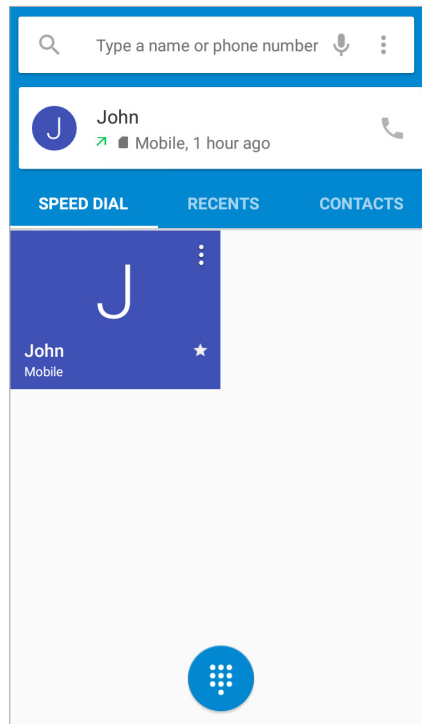 Type a name or phone number
J
John
Mobile, 1 hour ago
SPEED DIAL RECENTS CONTACTS
J
John
Mobile